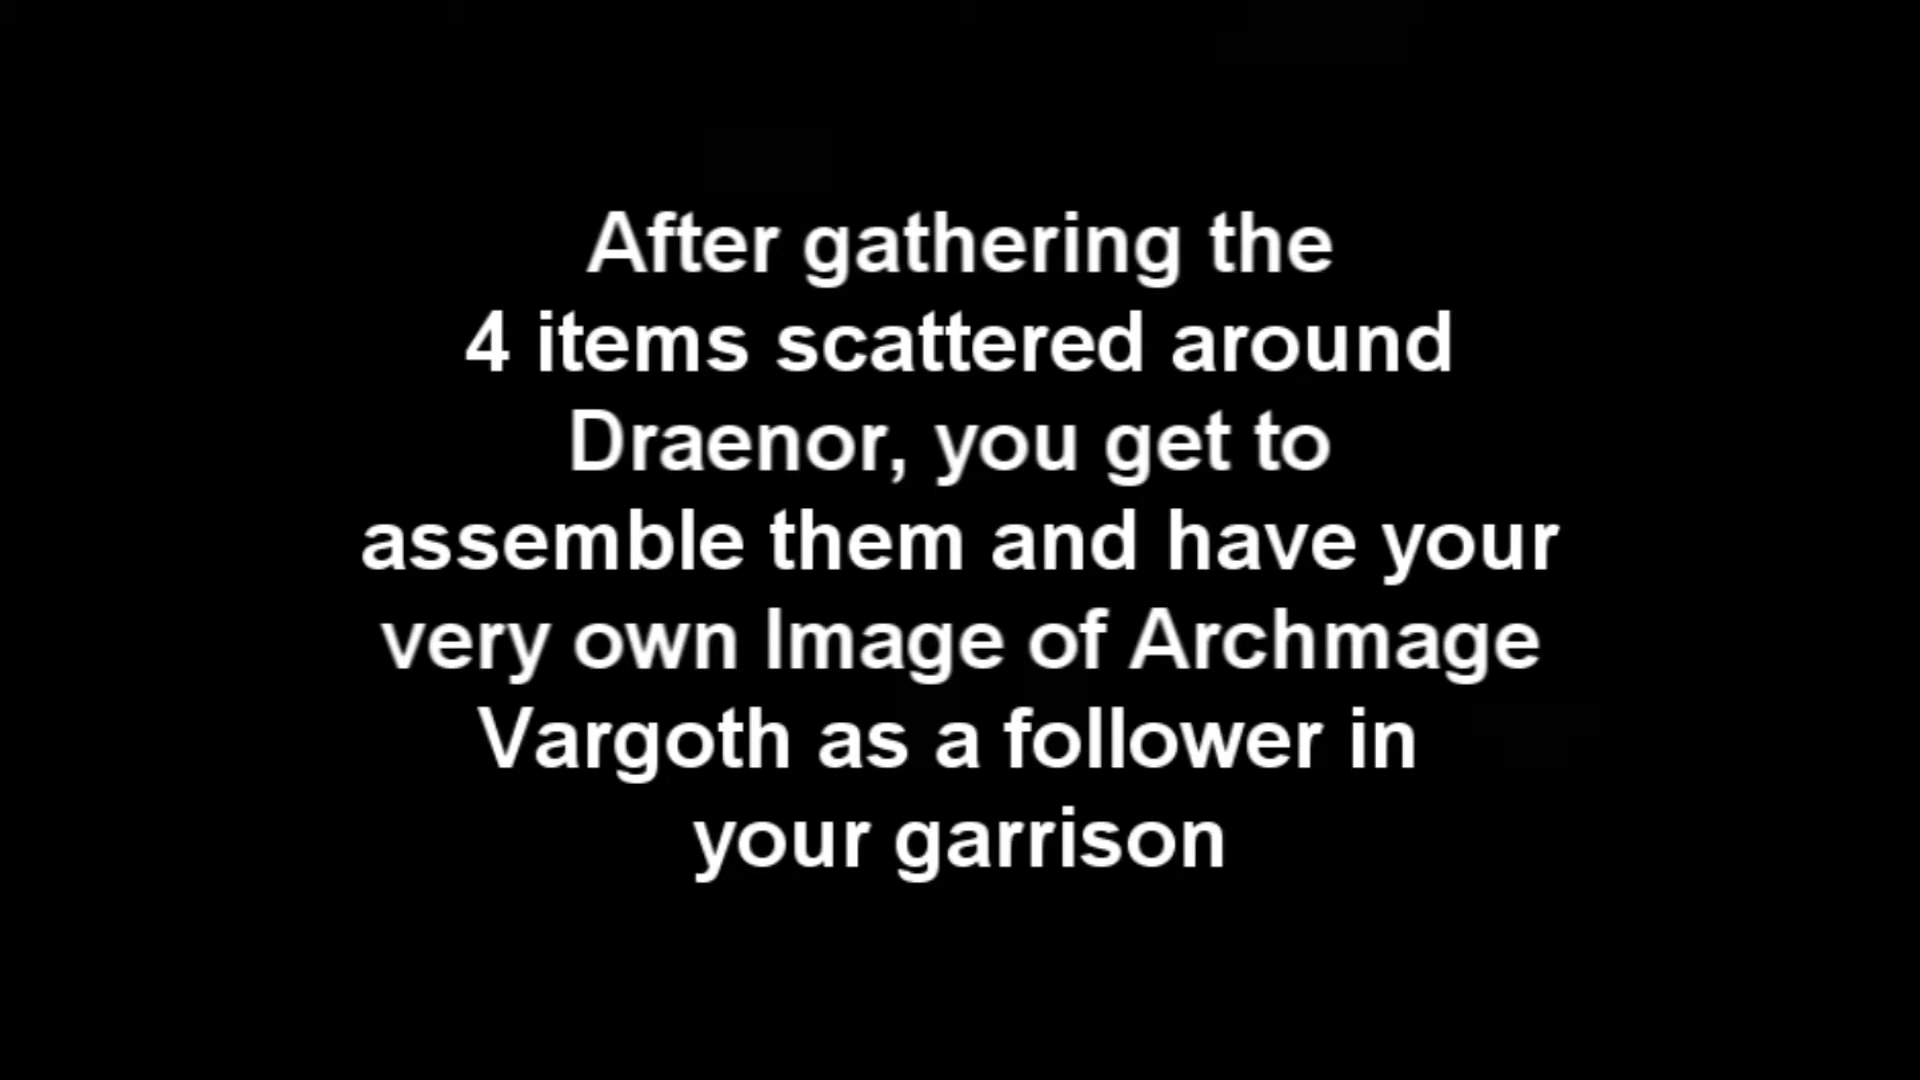 After gathering the
4 items scattered around
Draenor, you get to
assemble them and have your
very own Image of Archmage
Vargoth as a follower in
your garrison